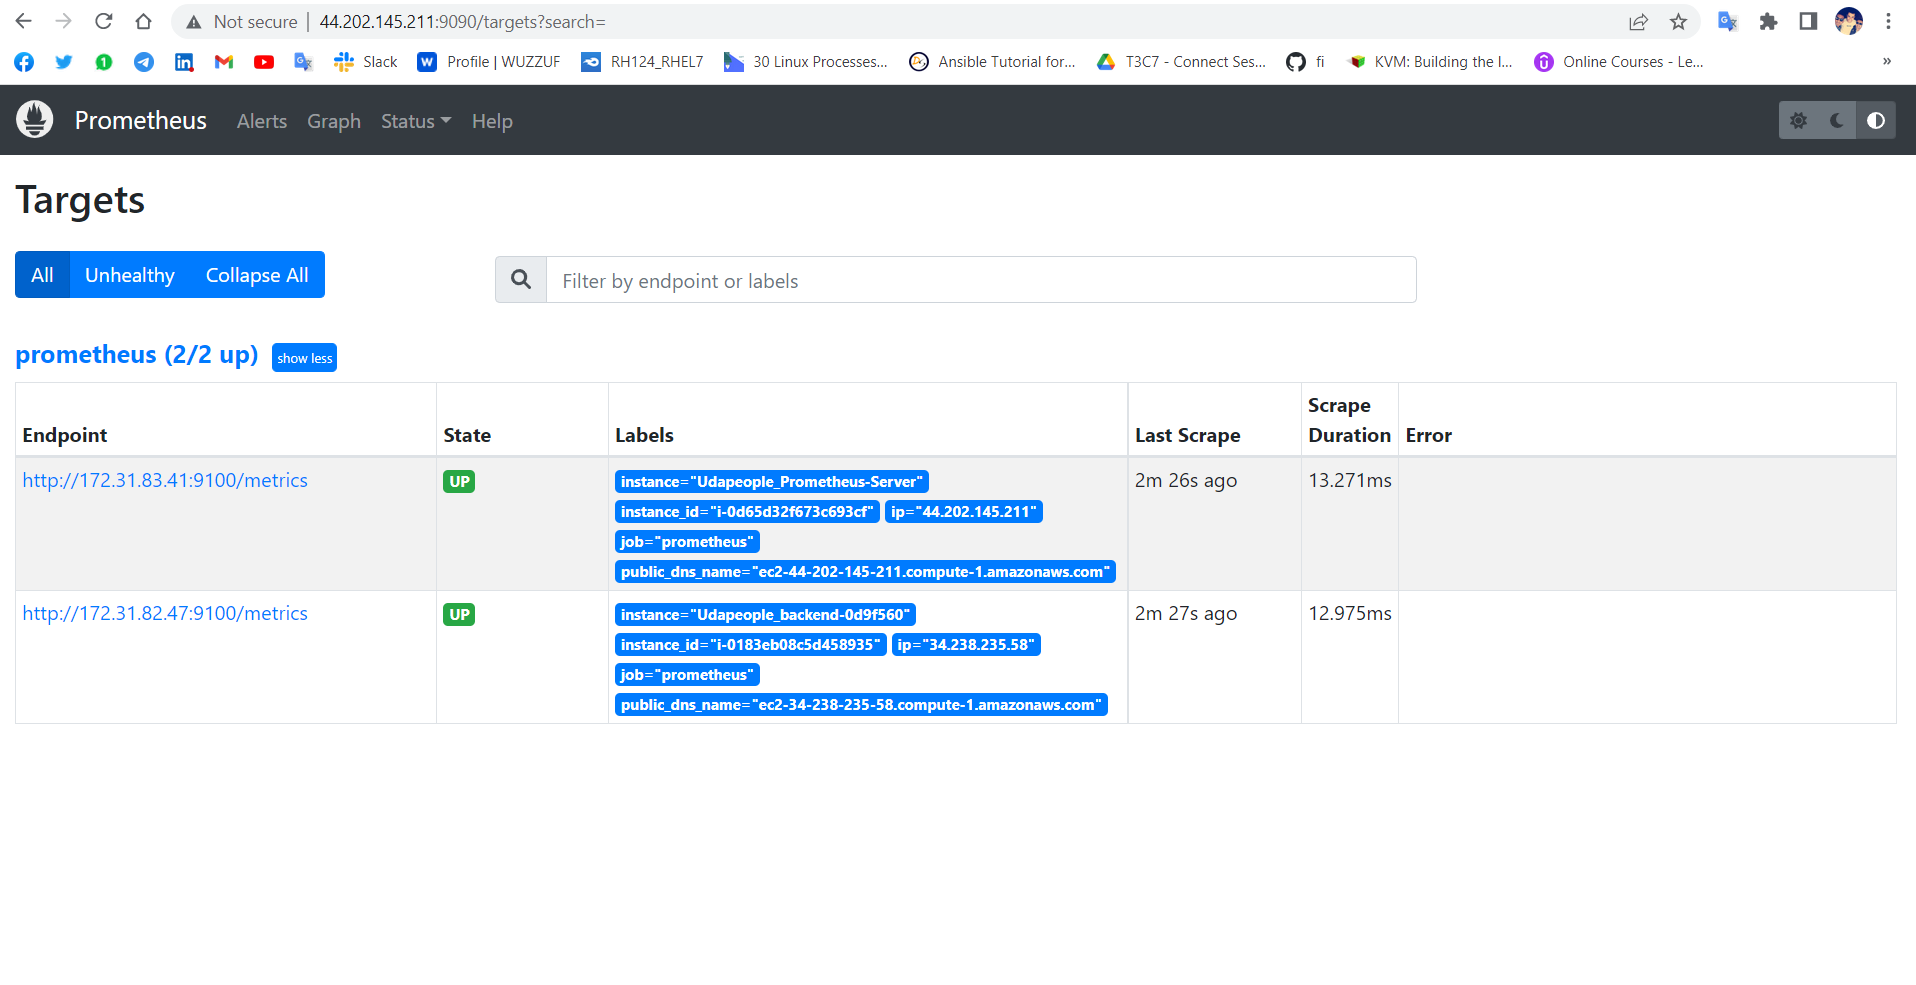 Not secure | 44.202.145.211:9090/targets?search=
1 Slack W Profile | WUZZUF RH124_RHEL7 30 Linux Processes... Ansible Tutorial for... T3C7 - Connect Ses... fi KVM: Building the I... Online Courses - Le... »
Prometheus Alerts Graph Status Help
Targets
All Unhealthy Collapse All Filter by endpoint or labels
prometheus (2/2 up) show less
Endpoint State Labels Last Scrape Scrape Duration Error
http://172.31.83.41:9100/metrics UP instance="Udapeople_Prometheus-Server" 2m 26s ago 13.271ms
instance_id="i-0d65d32f673c693cf" ip="44.202.145.211"
job="prometheus"
public_dns_name="ec2-44-202-145-211.compute-1.amazonaws.com"
http://172.31.82.47:9100/metrics UP instance="Udapeople_backend-0d9f560" 2m 27s ago 12.975ms
instance_id="i-0183eb08c5d458935" ip="34.238.235.58"
job="prometheus"
public_dns_name="ec2-34-238-235-58.compute-1.amazonaws.com"